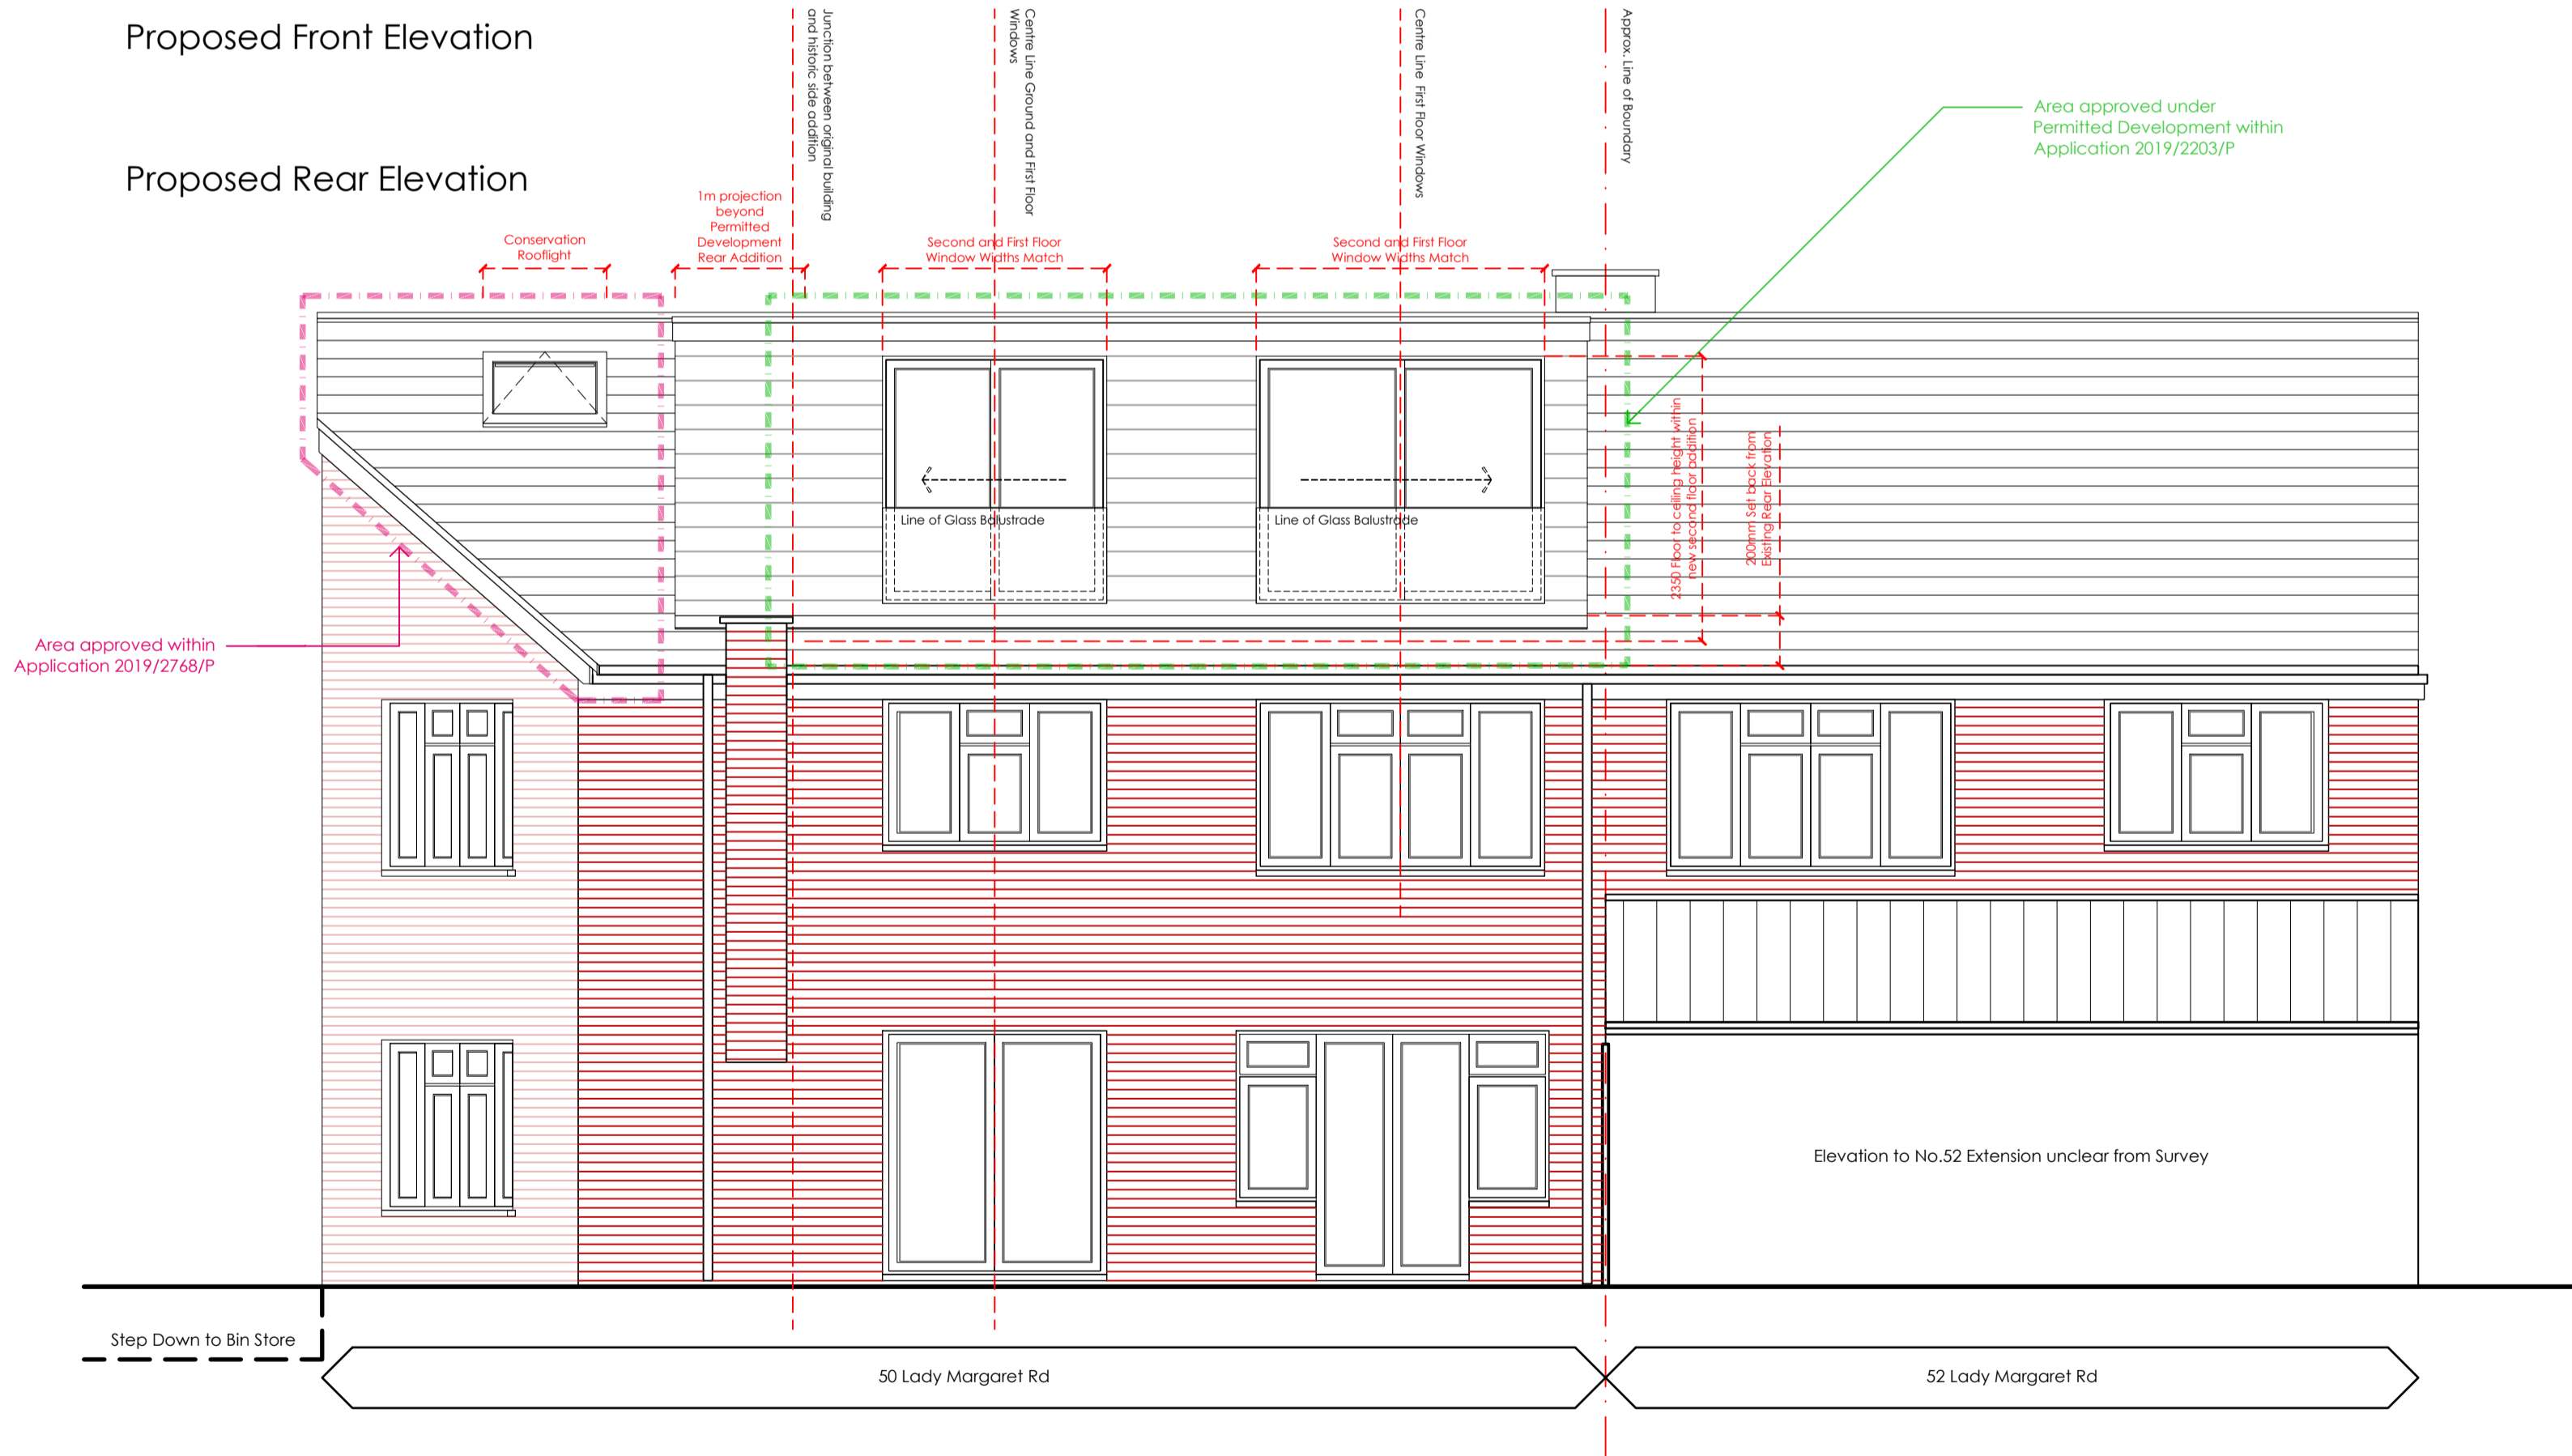 Proposed Front Elevation
Proposed Rear Elevation
Junction between original building
and historic side addition
Centre Line Ground and First Floor
Windows
Centre Line First Floor Windows
Approx. Line of Boundary
Area approved under
Permitted Development within
Application 2019/2203/P
1m projection
beyond
Permitted
Development
Rear Addition
Conservation
Rooflight
Second and First Floor
Window Widths Match
Second and First Floor
Window Widths Match
Line of Glass Balustrade
Line of Glass Balustrade
2350 Floor to ceiling height within
new second floor addition
200mm Set back from
Existing Rear Elevation
Area approved within
Application 2019/2768/P
Elevation to No.52 Extension unclear from Survey
Step Down to Bin Store
50 Lady Margaret Rd
52 Lady Margaret Rd